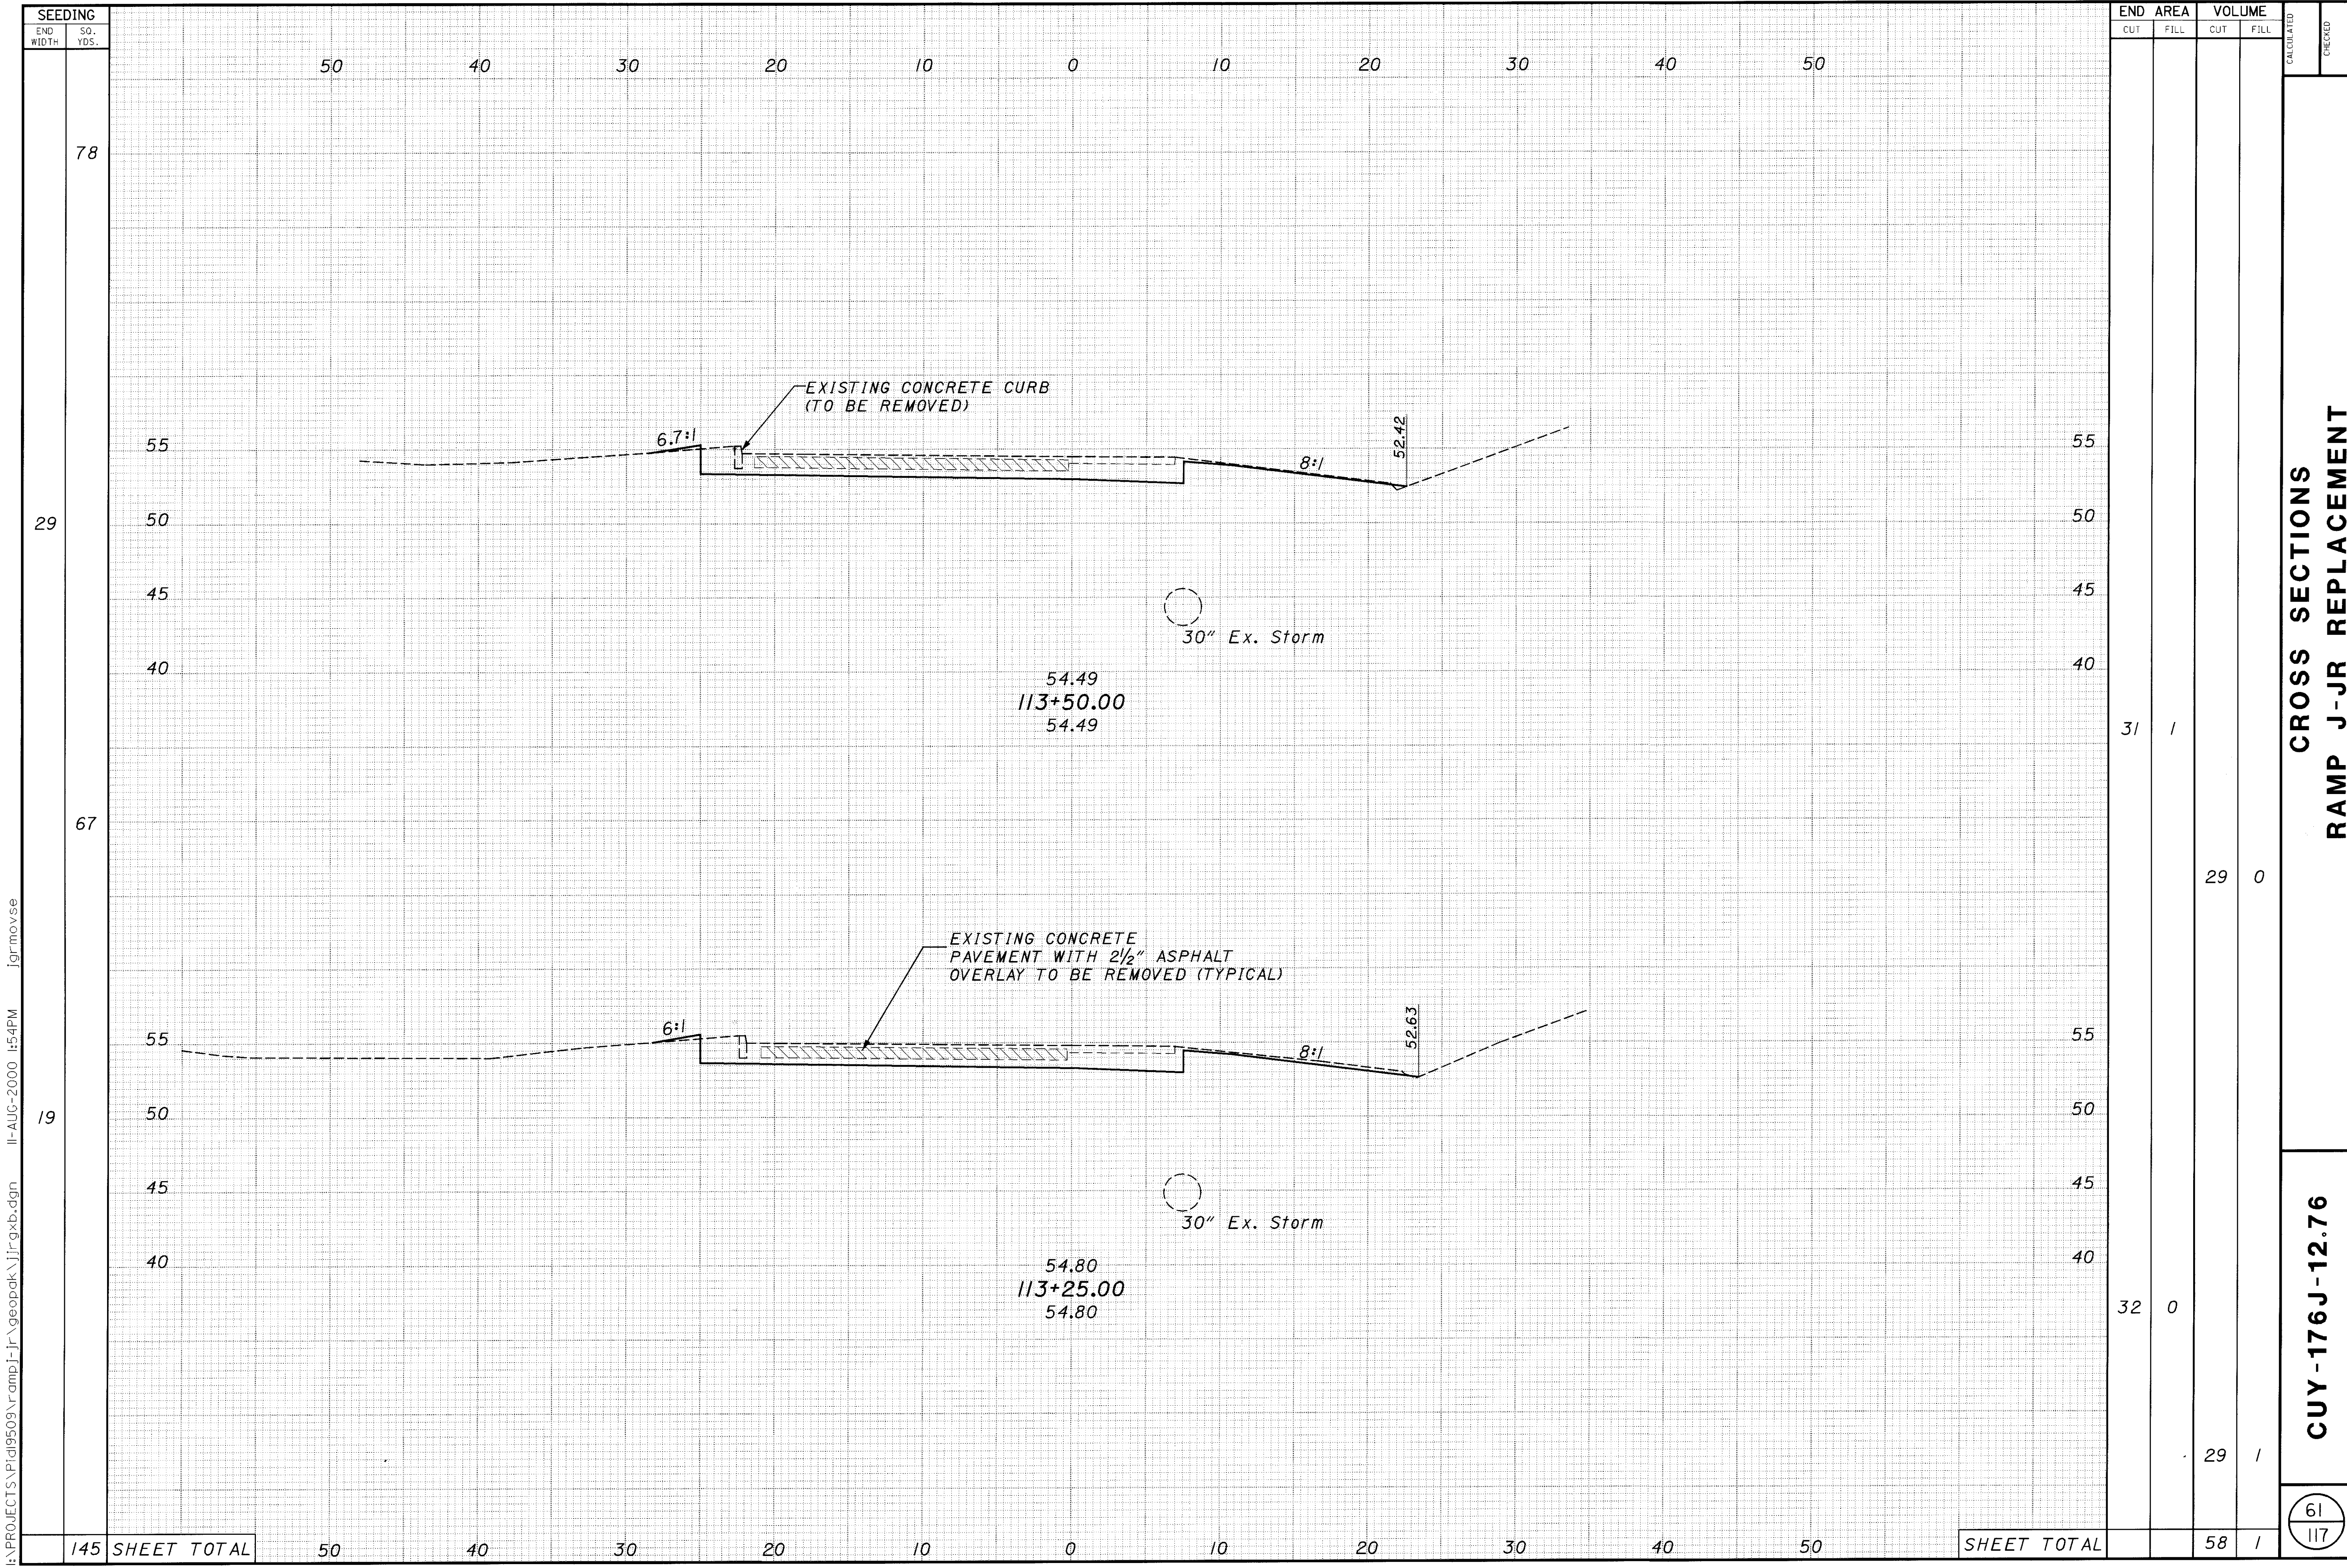 SEEDING
END WIDTH
SQ. YDS.
END AREA
VOLUME
CUT
FILL
CUT
FILL
CALCULATED
CHECKED
50 40 30 20 10 0 10 20 30 40 50
78
EXISTING CONCRETE CURB
(TO BE REMOVED)
6.7:1
8:1
52.42
55 55
29
50 50
45 45
30" Ex. Storm
40 40
54.49
113+50.00
54.49
31 1
67
29 0
EXISTING CONCRETE
PAVEMENT WITH 2½" ASPHALT
OVERLAY TO BE REMOVED (TYPICAL)
6:1
8:1
52.63
55 55
19
50 50
45 45
30" Ex. Storm
40 40
54.80
113+25.00
54.80
32 0
29 1
145 SHEET TOTAL
50 40 30 20 10 0 10 20 30 40 50
SHEET TOTAL 58 1
CROSS SECTIONS
RAMP J-JR REPLACEMENT
CUY-176J-12.76
61
117
I:\PROJECTS\Pid19509\rampj-jr\geopak\jjrgxb.dgn 11-AUG-2000 1:54PM jgrmovse